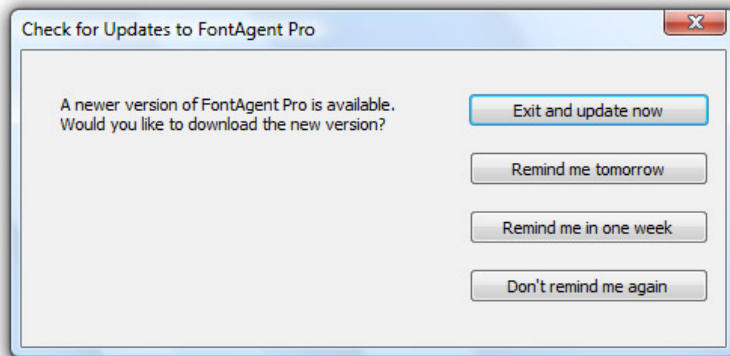 Check for Updates to FontAgent Pro
A newer version of FontAgent Pro is available.
Would you like to download the new version?
Exit and update now
Remind me tomorrow
Remind me in one week
Don't remind me again